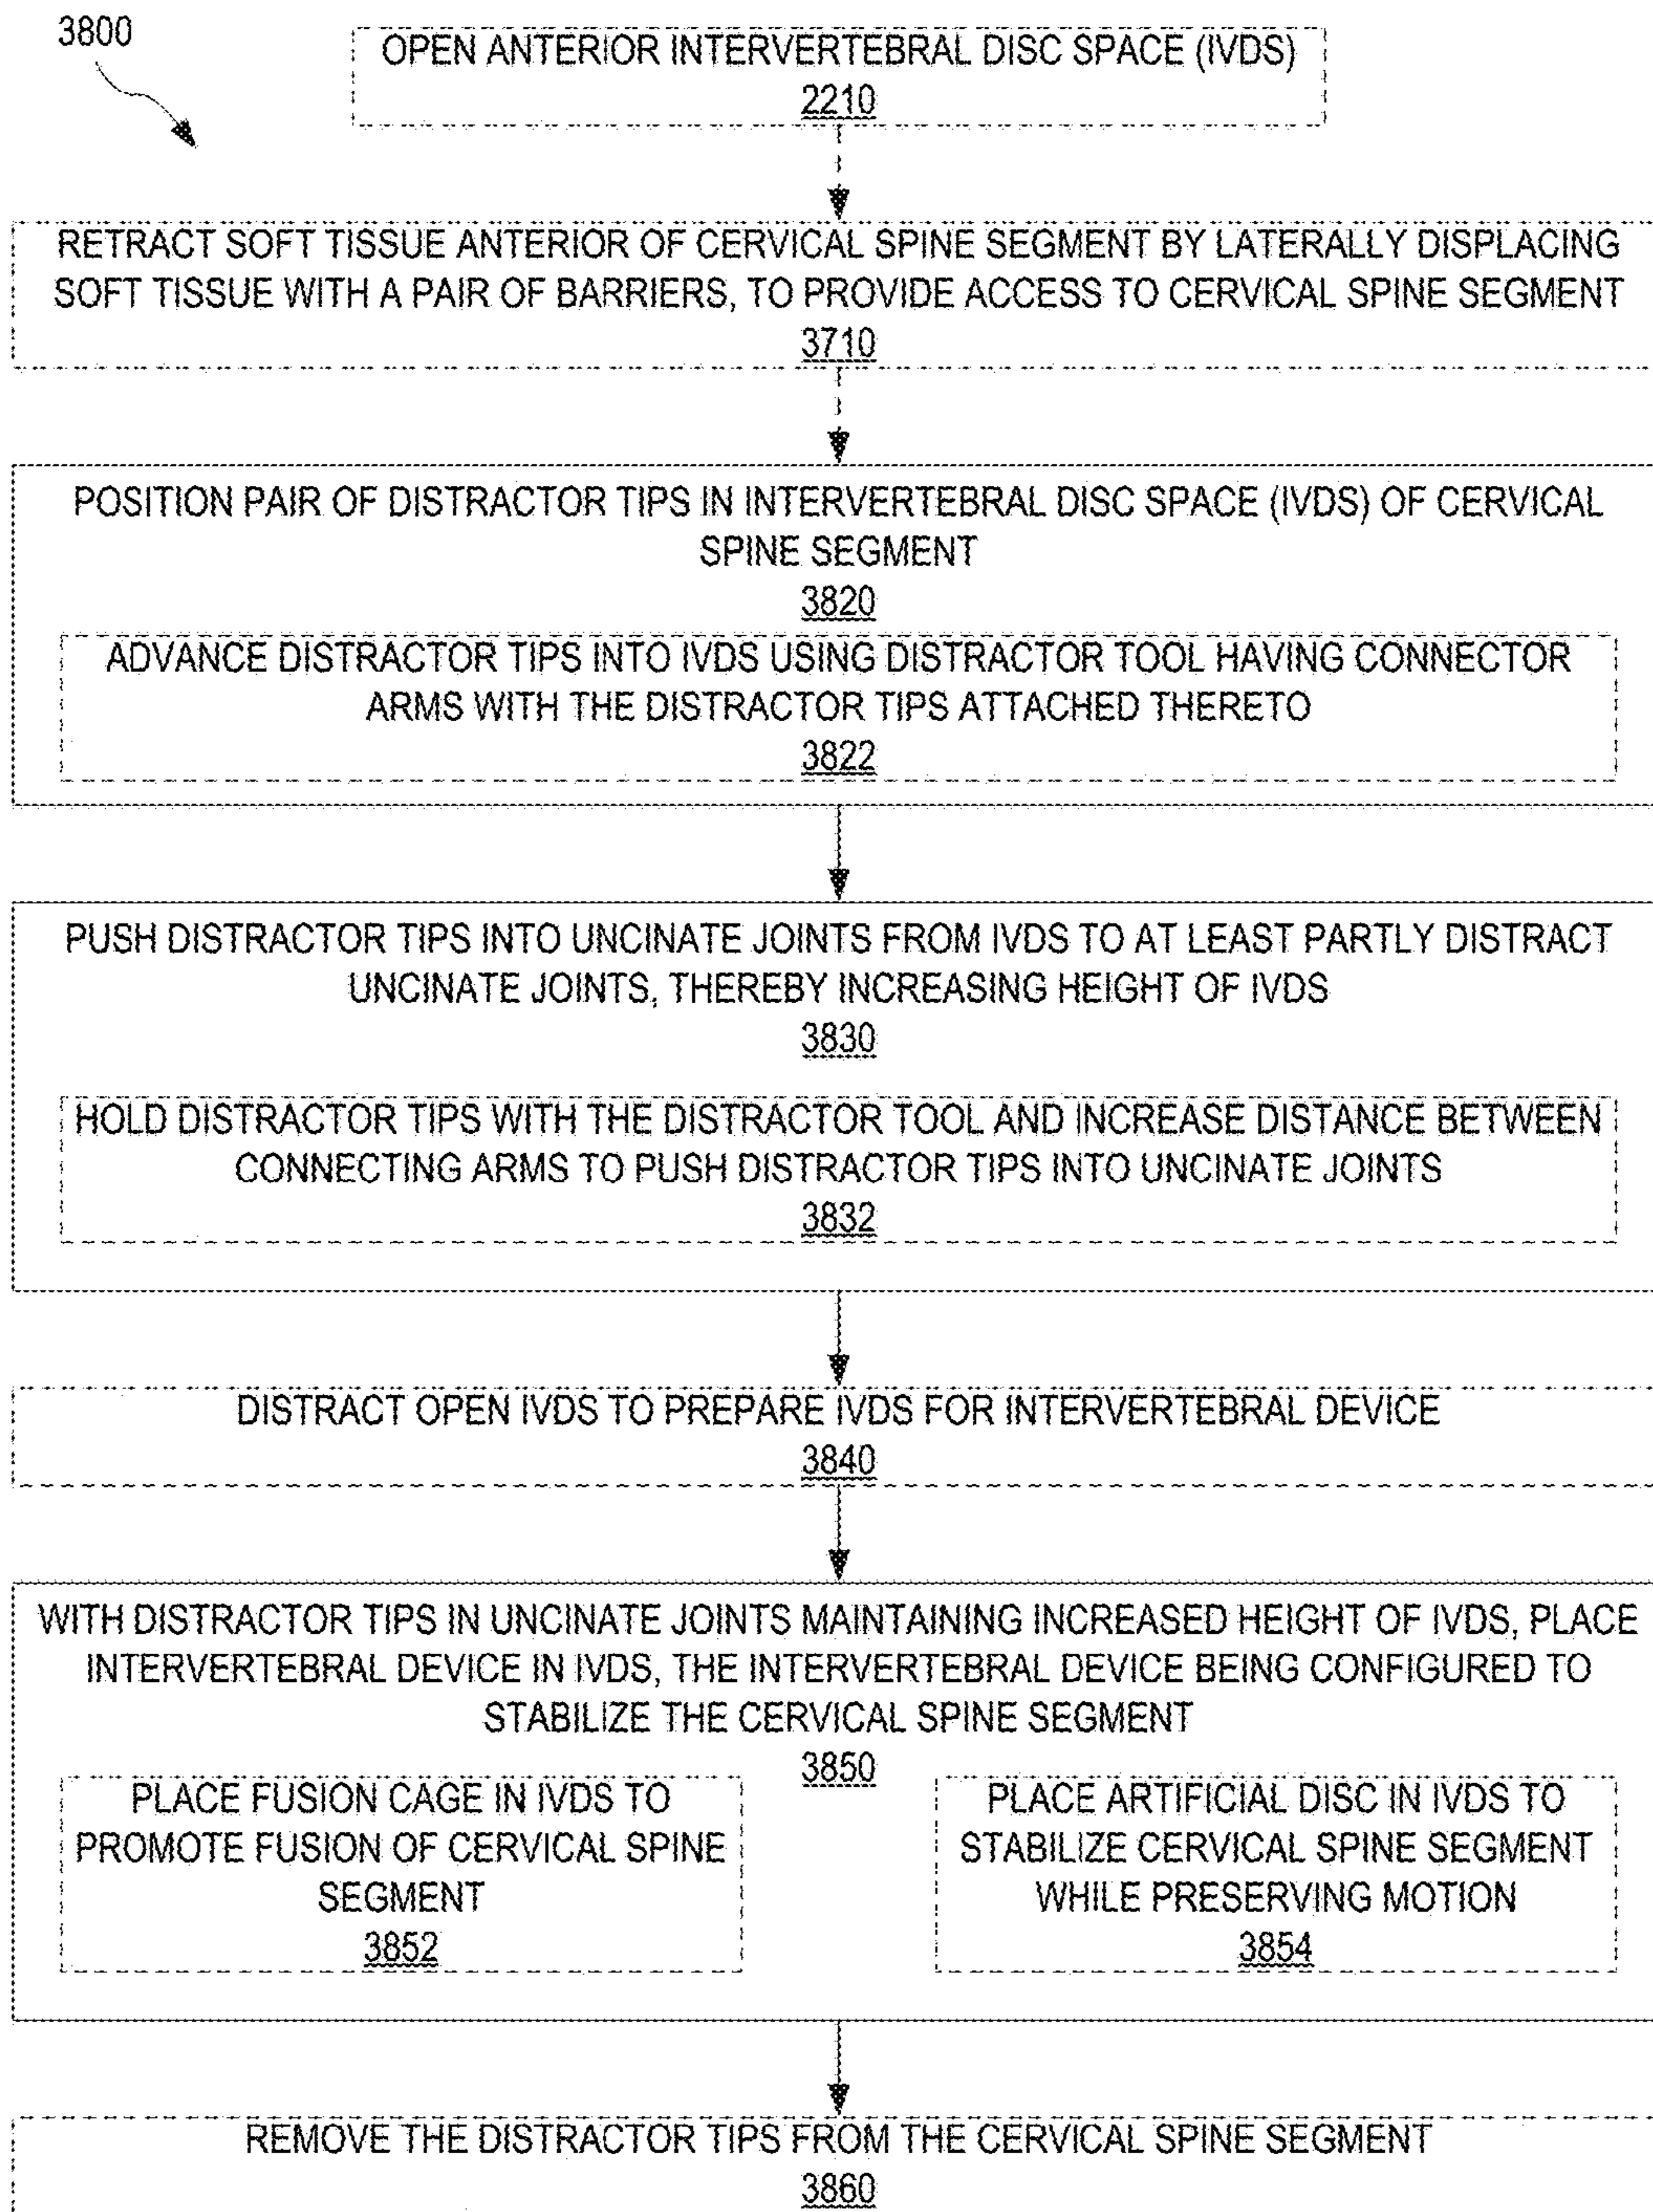 3800
OPEN ANTERIOR INTERVERTEBRAL DISC SPACE (IVDS)
2210
RETRACT SOFT TISSUE ANTERIOR OF CERVICAL SPINE SEGMENT BY LATERALLY DISPLACING
SOFT TISSUE WITH A PAIR OF BARRIERS, TO PROVIDE ACCESS TO CERVICAL SPINE SEGMENT
3710
POSITION PAIR OF DISTRACTOR TIPS IN INTERVERTEBRAL DISC SPACE (IVDS) OF CERVICAL
SPINE SEGMENT
3820
ADVANCE DISTRACTOR TIPS INTO IVDS USING DISTRACTOR TOOL HAVING CONNECTOR
ARMS WITH THE DISTRACTOR TIPS ATTACHED THERETO
3822
PUSH DISTRACTOR TIPS INTO UNCINATE JOINTS FROM IVDS TO AT LEAST PARTLY DISTRACT
UNCINATE JOINTS, THEREBY INCREASING HEIGHT OF IVDS
3830
HOLD DISTRACTOR TIPS WITH THE DISTRACTOR TOOL AND INCREASE DISTANCE BETWEEN
CONNECTING ARMS TO PUSH DISTRACTOR TIPS INTO UNCINATE JOINTS
3832
DISTRACT OPEN IVDS TO PREPARE IVDS FOR INTERVERTEBRAL DEVICE
3840
WITH DISTRACTOR TIPS IN UNCINATE JOINTS MAINTAINING INCREASED HEIGHT OF IVDS, PLACE
INTERVERTEBRAL DEVICE IN IVDS, THE INTERVERTEBRAL DEVICE BEING CONFIGURED TO
STABILIZE THE CERVICAL SPINE SEGMENT
3850
PLACE FUSION CAGE IN IVDS TO
PROMOTE FUSION OF CERVICAL SPINE
SEGMENT
3852
PLACE ARTIFICIAL DISC IN IVDS TO
STABILIZE CERVICAL SPINE SEGMENT
WHILE PRESERVING MOTION
3854
REMOVE THE DISTRACTOR TIPS FROM THE CERVICAL SPINE SEGMENT
3860